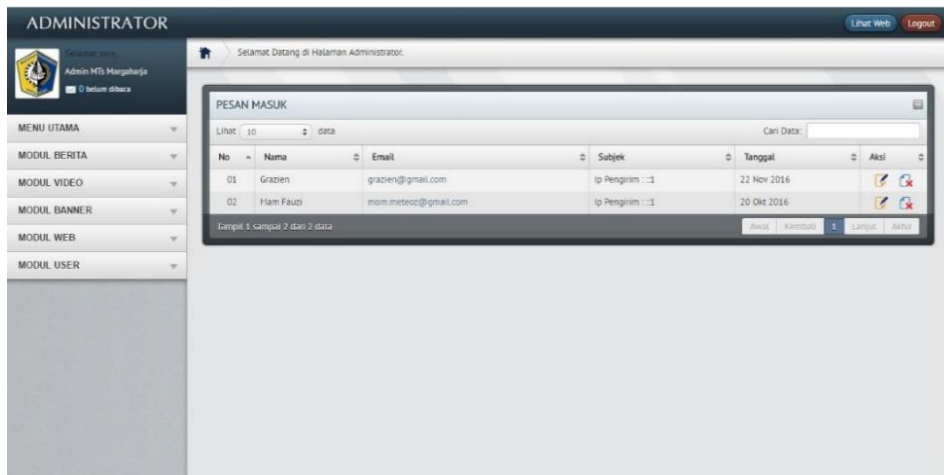 ADMINISTRATOR
Lihat Web Logout
Admin MTs Margaharja
0 belum dibaca
Selamat Datang di Halaman Administrator.
MENU UTAMA
MODUL BERITA
MODUL VIDEO
MODUL BANNER
MODUL WEB
MODUL USER
PESAN MASUK
Lihat 10 data
Cari Data:
No Nama Email Subjek Tanggal Aksi
01 Grazien grazien@gmail.com Ip Pengirim : ::1 22 Nov 2016
02 Fauzi mom.meteoz@gmail.com Ip Pengirim : ::1 20 Okt 2016
Tampil 1 sampai 2 dari 2 data
Awal Kembali 1 Lanjut Akhir